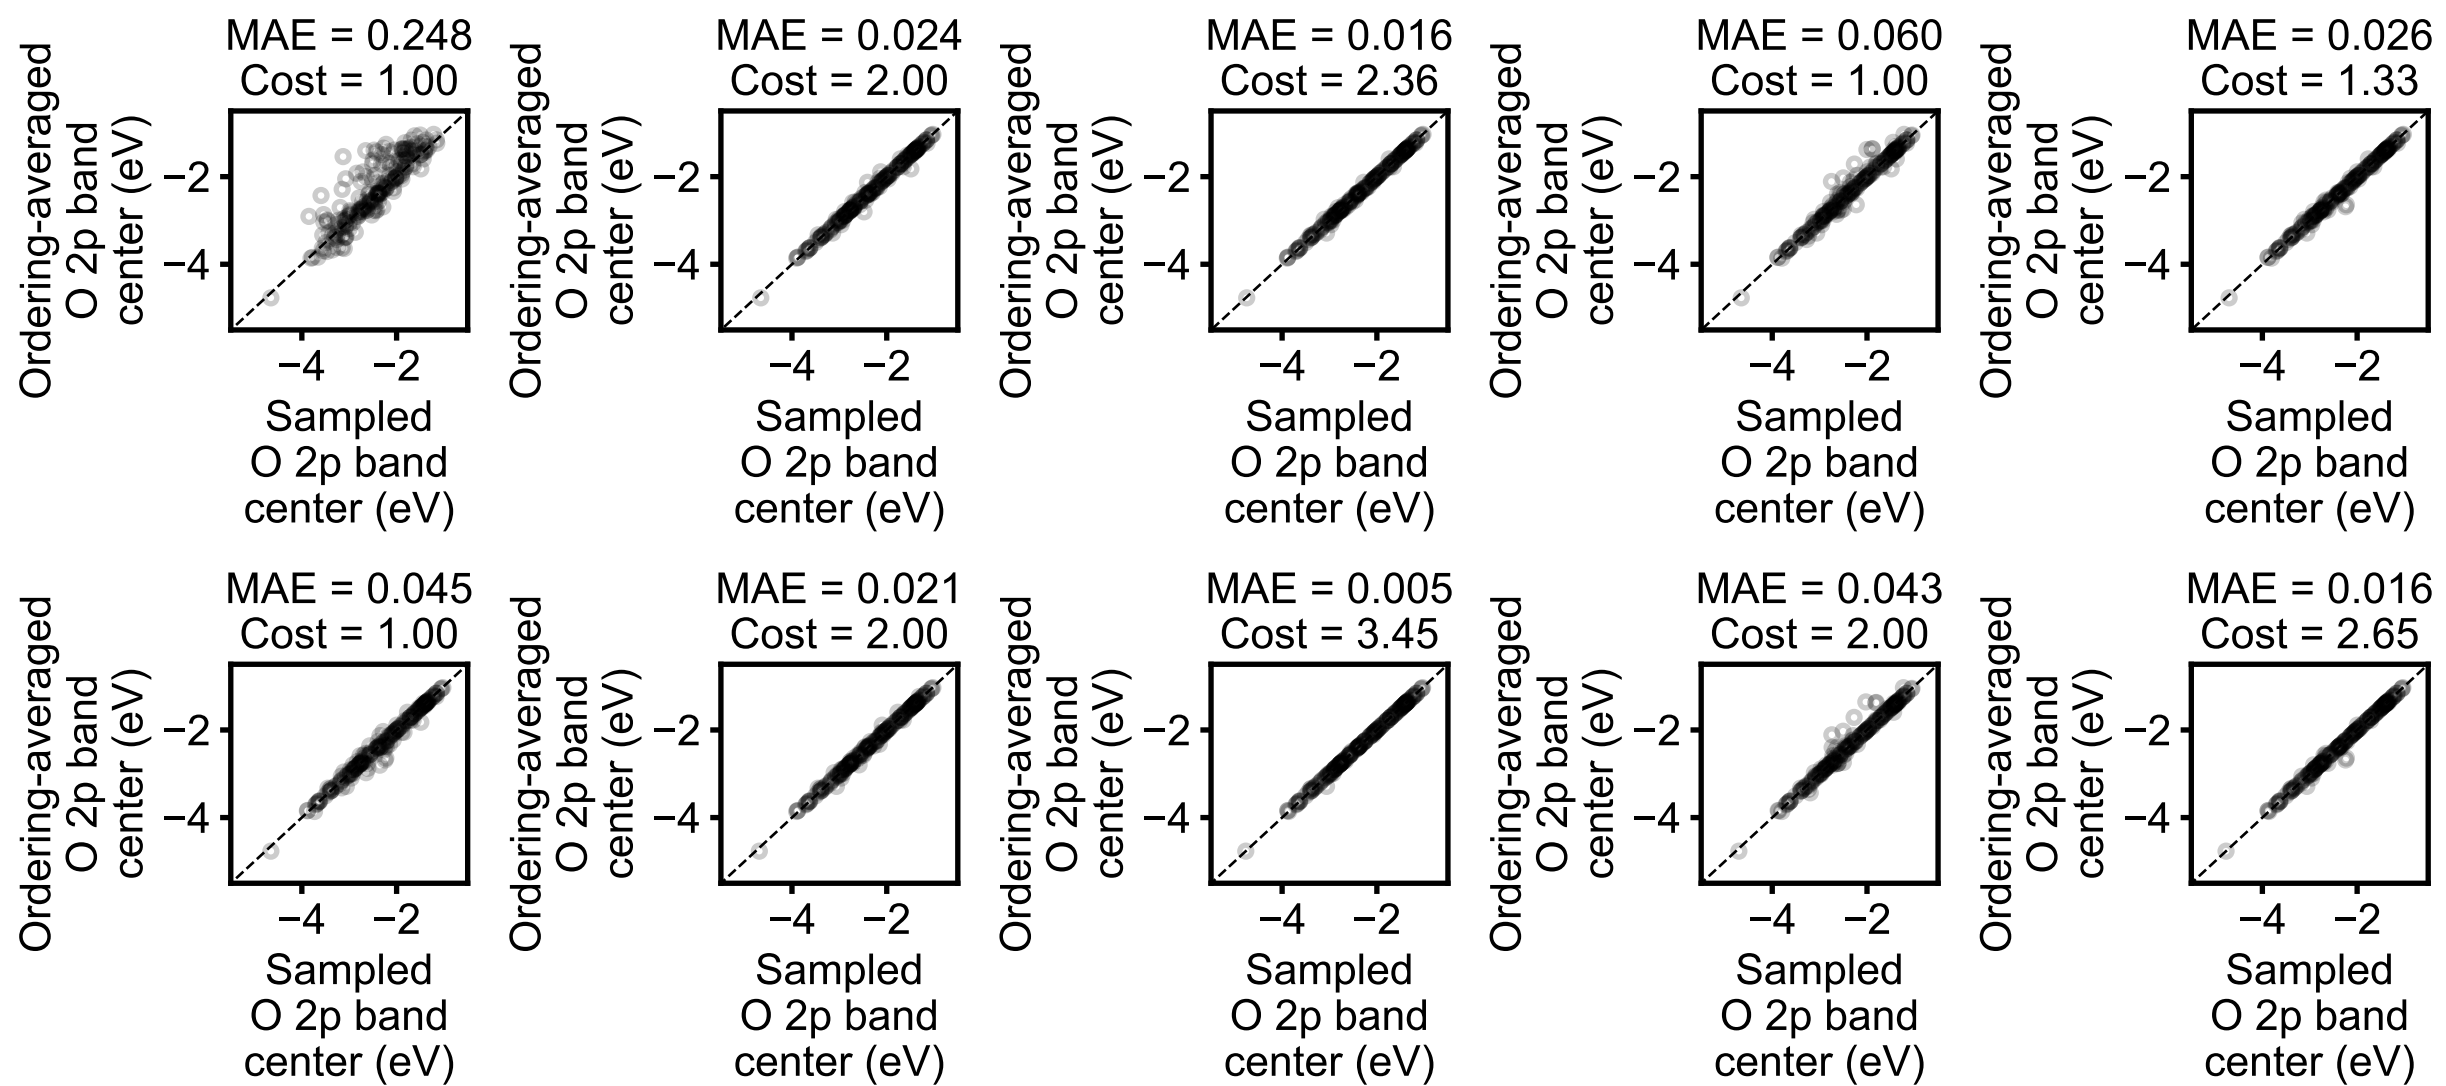 MAE = 0.248
Cost = 1.00
Ordering-averaged
O 2p band
center (eV)
−2
−4
−4
−2
Sampled
O 2p band
center (eV)
MAE = 0.024
Cost = 2.00
Ordering-averaged
O 2p band
center (eV)
−2
−4
−4
−2
Sampled
O 2p band
center (eV)
MAE = 0.016
Cost = 2.36
Ordering-averaged
O 2p band
center (eV)
−2
−4
−4
−2
Sampled
O 2p band
center (eV)
MAE = 0.060
Cost = 1.00
Ordering-averaged
O 2p band
center (eV)
−2
−4
−4
−2
Sampled
O 2p band
center (eV)
MAE = 0.026
Cost = 1.33
Ordering-averaged
O 2p band
center (eV)
−2
−4
−4
−2
Sampled
O 2p band
center (eV)
MAE = 0.045
Cost = 1.00
Ordering-averaged
O 2p band
center (eV)
−2
−4
−4
−2
Sampled
O 2p band
center (eV)
MAE = 0.021
Cost = 2.00
Ordering-averaged
O 2p band
center (eV)
−2
−4
−4
−2
Sampled
O 2p band
center (eV)
MAE = 0.005
Cost = 3.45
Ordering-averaged
O 2p band
center (eV)
−2
−4
−4
−2
Sampled
O 2p band
center (eV)
MAE = 0.043
Cost = 2.00
Ordering-averaged
O 2p band
center (eV)
−2
−4
−4
−2
Sampled
O 2p band
center (eV)
MAE = 0.016
Cost = 2.65
Ordering-averaged
O 2p band
center (eV)
−2
−4
−4
−2
Sampled
O 2p band
center (eV)